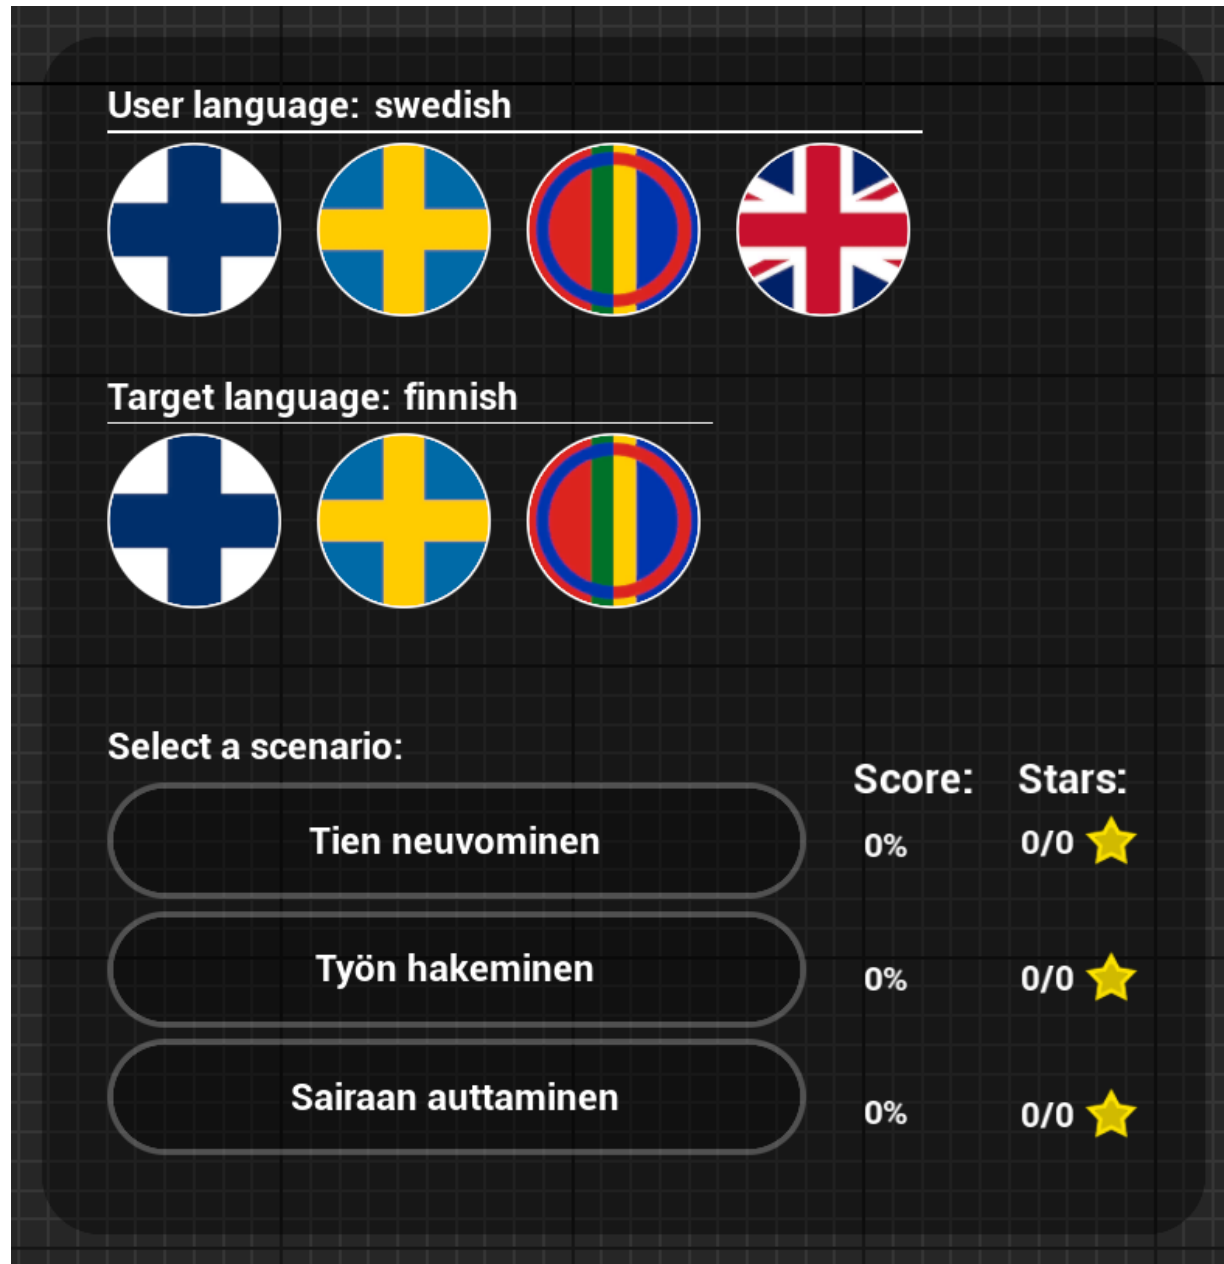 User language: swedish
Target language: finnish
Select a scenario:
Score: Stars:
Tien neuvominen 0% 0/0
Työn hakeminen 0% 0/0
Sairaan auttaminen 0% 0/0